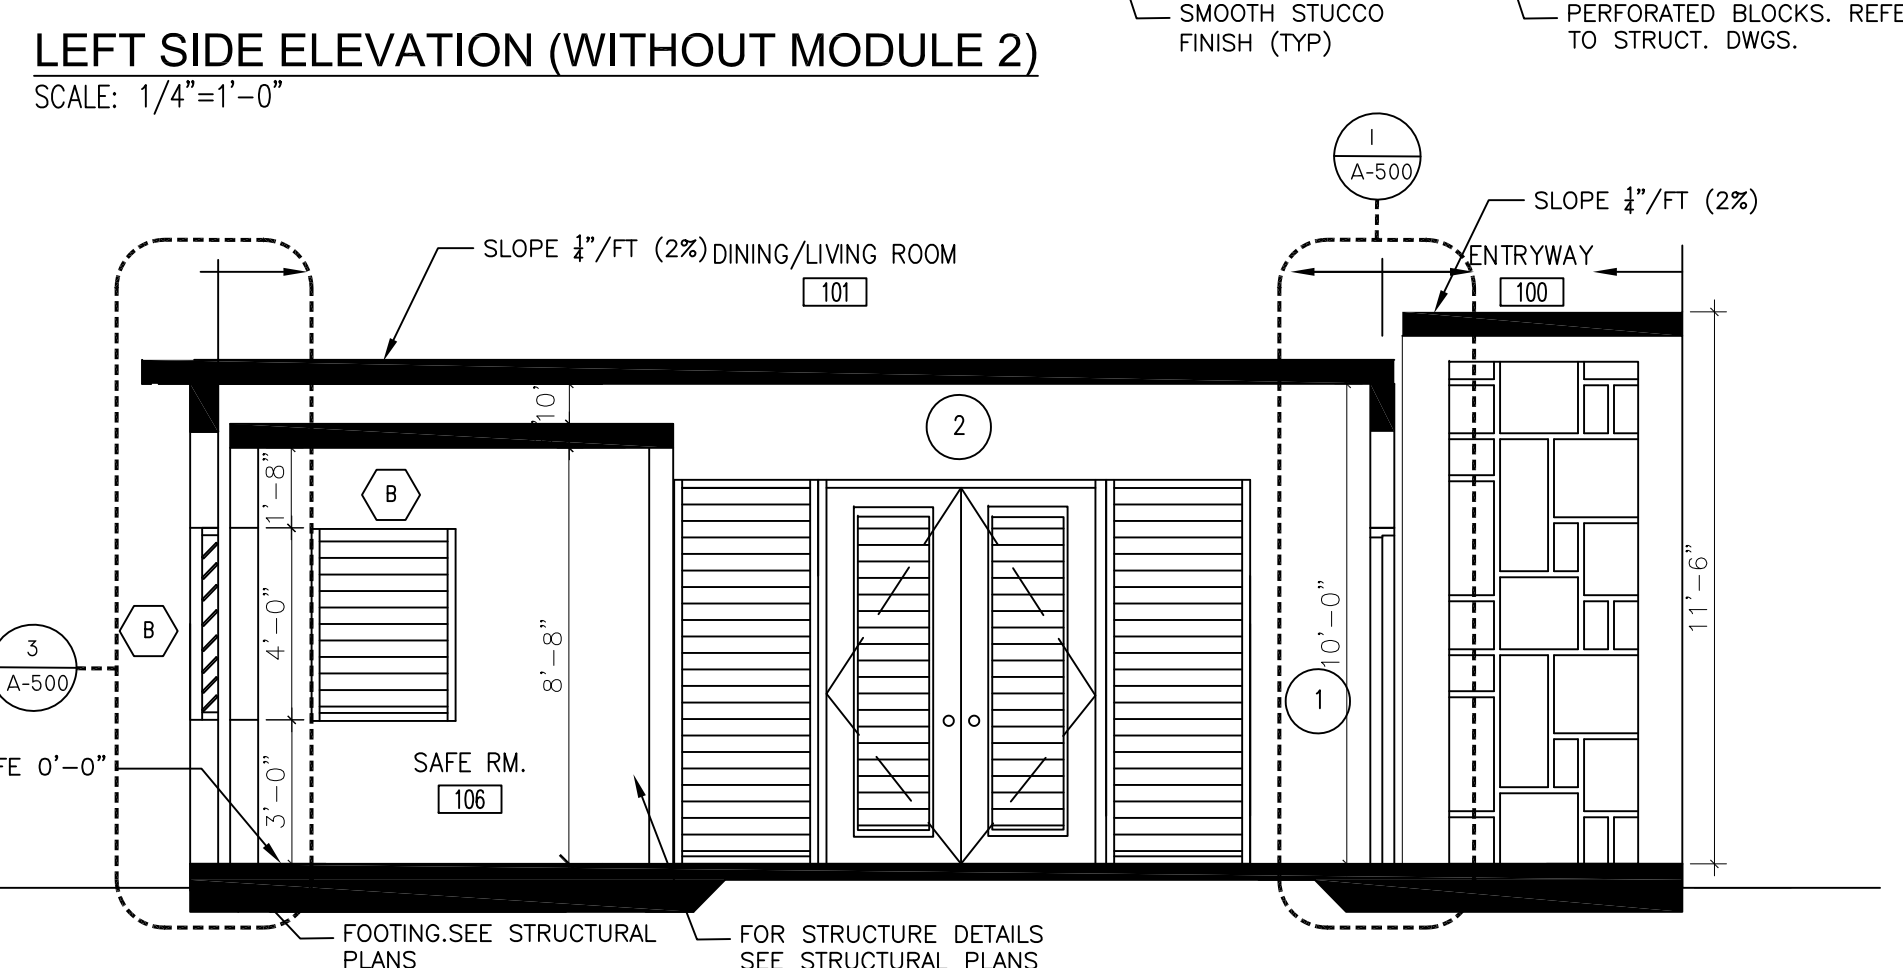 SMOOTH STUCCO
FINISH (TYP)
PERFORATED BLOCKS. REFE
TO STRUCT. DWGS.
LEFT SIDE ELEVATION (WITHOUT MODULE 2)
SCALE: 1/4"=1'-0"
1
A-500
SLOPE 1/4"/FT (2%)
SLOPE 1/4"/FT (2%)
DINING/LIVING ROOM
101
ENTRYWAY
100
10'
2
1'-8"
B
4'-0"
8'-8"
10'-0"
11'-6"
B
3
A-500
1
FE 0'-0"
3'-0"
SAFE RM.
106
FOOTING.SEE STRUCTURAL
PLANS
FOR STRUCTURE DETAILS
SEE STRUCTURAL PLANS